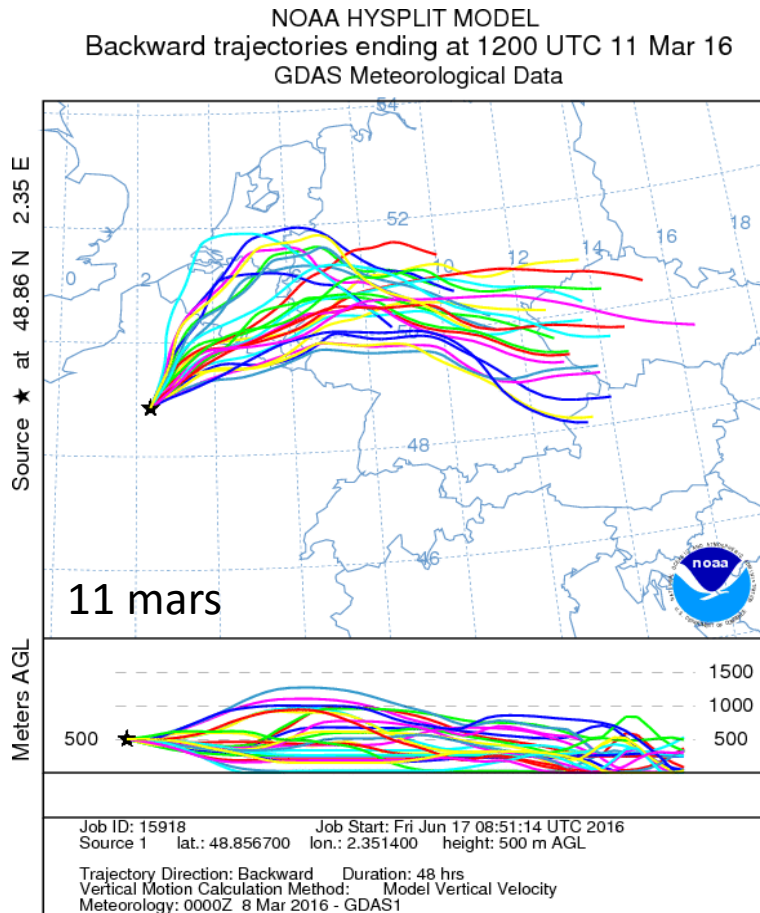 NOAA HYSPLIT MODEL
Backward trajectories ending at 1200 UTC 11 Mar 16
GDAS Meteorological Data
Source ★ at 48.86 N 2.35 E
54
52
18
16
14
12
10
0
2
48
46
11 mars
noaa
Meters AGL
1500
1000
500
500
Job ID: 15918 Job Start: Fri Jun 17 08:51:14 UTC 2016
Source 1 lat.: 48.856700 lon.: 2.351400 height: 500 m AGL
Trajectory Direction: Backward Duration: 48 hrs
Vertical Motion Calculation Method: Model Vertical Velocity
Meteorology: 0000Z 8 Mar 2016 - GDAS1